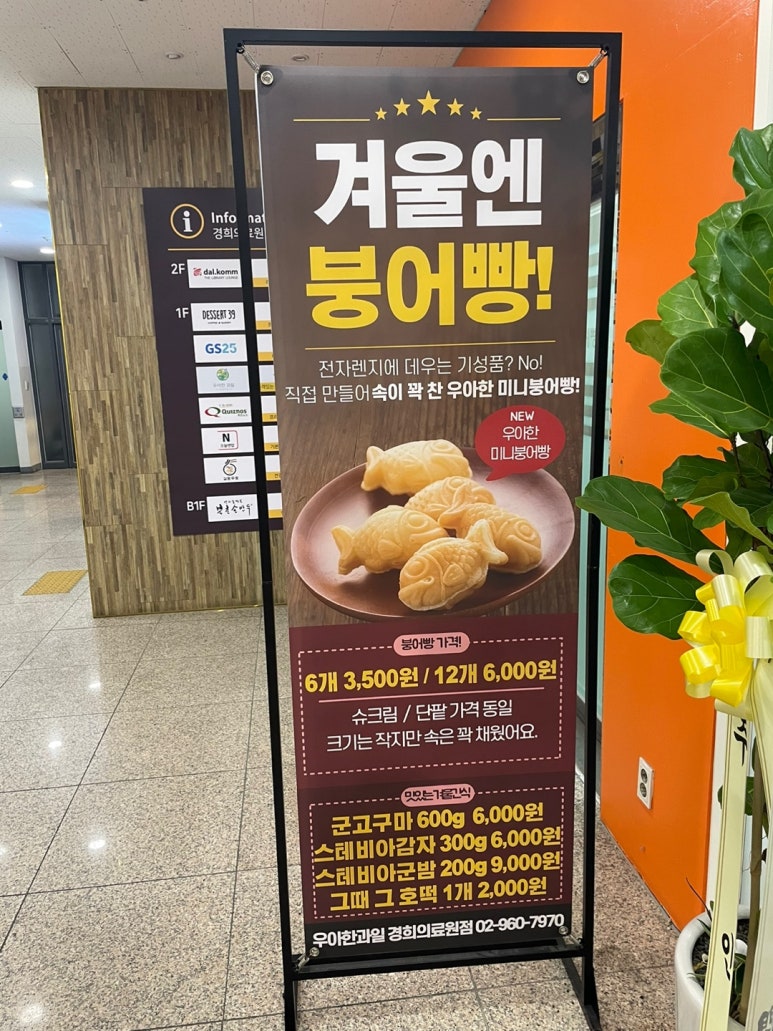 겨울엔
붕어빵!
전자렌지에 데우는 기성품? No!
직접 만들어 속이 꽉 찬 우아한 미니붕어빵!
NEW
우아한
미니붕어빵
붕어빵 가격!
6개 3,500원 / 12개 6,000원
슈크림 / 단팥 가격 동일
크기는 작지만 속은 꽉 채웠어요.
맛있는 겨울간식
군고구마 600g 6,000원
스테비아감자 300g 6,000원
스테비아군밤 200g 9,000원
그때 그 호떡 1개 2,000원
우아한과일 경희의료원점 02-960-7970
i
Informat
경희의료원
2F
dal.komm
1F
DESSERT 39
GS25
Quiznos
N
B1F